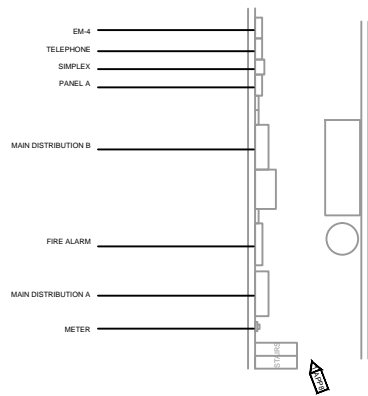 EM-4
TELEPHONE
SIMPLEX
PANEL A
MAIN DISTRIBUTION B
FIRE ALARM
MAIN DISTRIBUTION A
METER
STAIRS